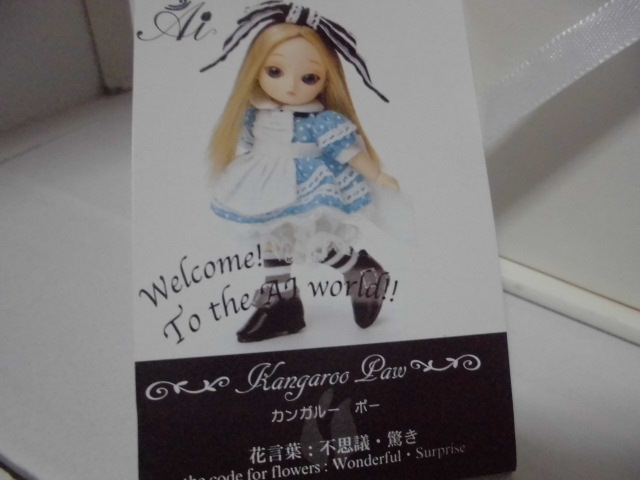 Ai
Welcome!
To the AI world!!
Kangaroo Paw
カンガルー ポー
花言葉：不思議・驚き
the code for flowers : Wonderful・Surprise